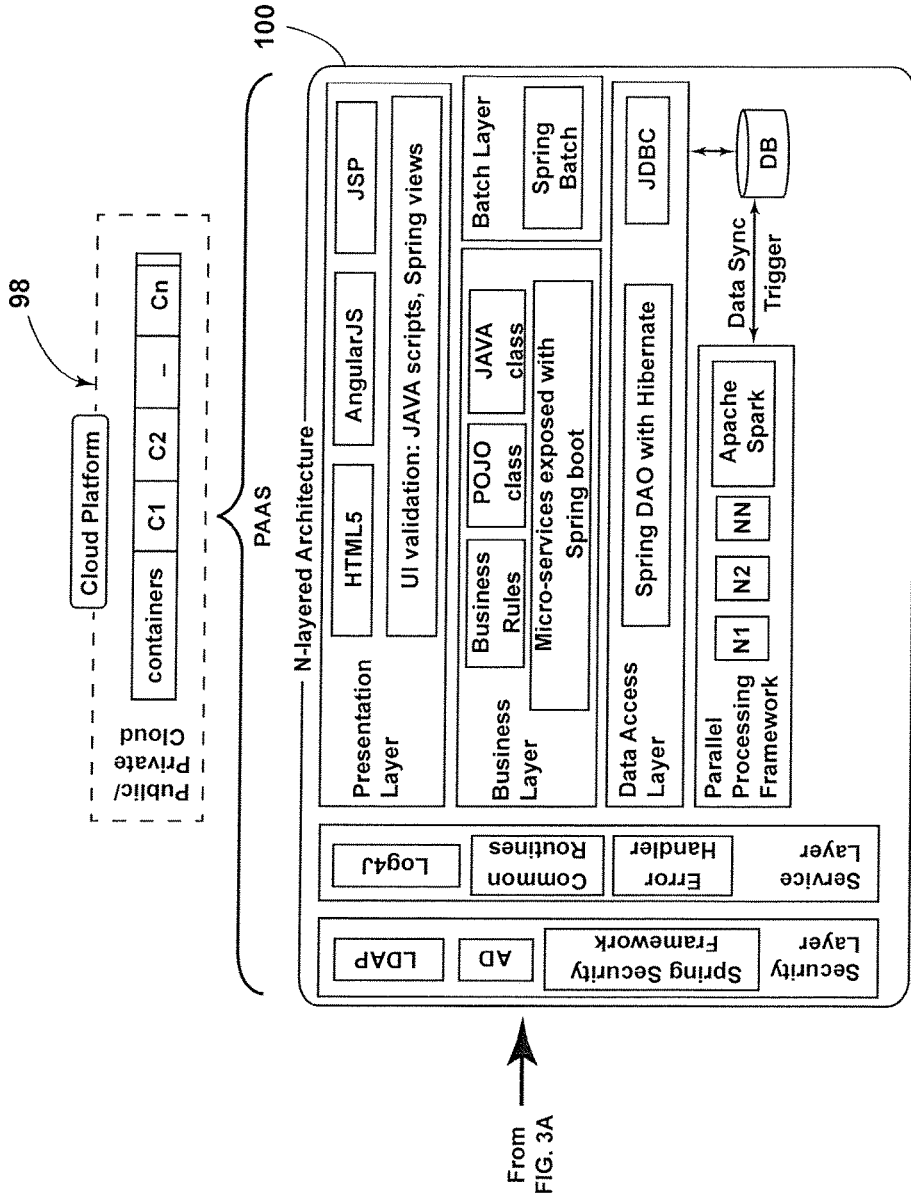 98
Cloud Platform
Public/
Private
Cloud
containers
C1
C2
–
Cn
PAAS
100
N-layered Architecture
From
FIG. 3A
Security
Layer
LDAP
AD
Spring Security
Framework
Service
Layer
Log4J
Common
Routines
Error
Handler
Presentation
Layer
HTML5
AngularJS
JSP
UI validation: JAVA scripts, Spring views
Business
Layer
Business
Rules
POJO
class
JAVA
class
Micro-services exposed with
Spring boot
Batch Layer
Spring
Batch
Data Access
Layer
Spring DAO with Hibernate
JDBC
Parallel
Processing
Framework
N1
N2
NN
Apache
Spark
Data Sync
Trigger
DB